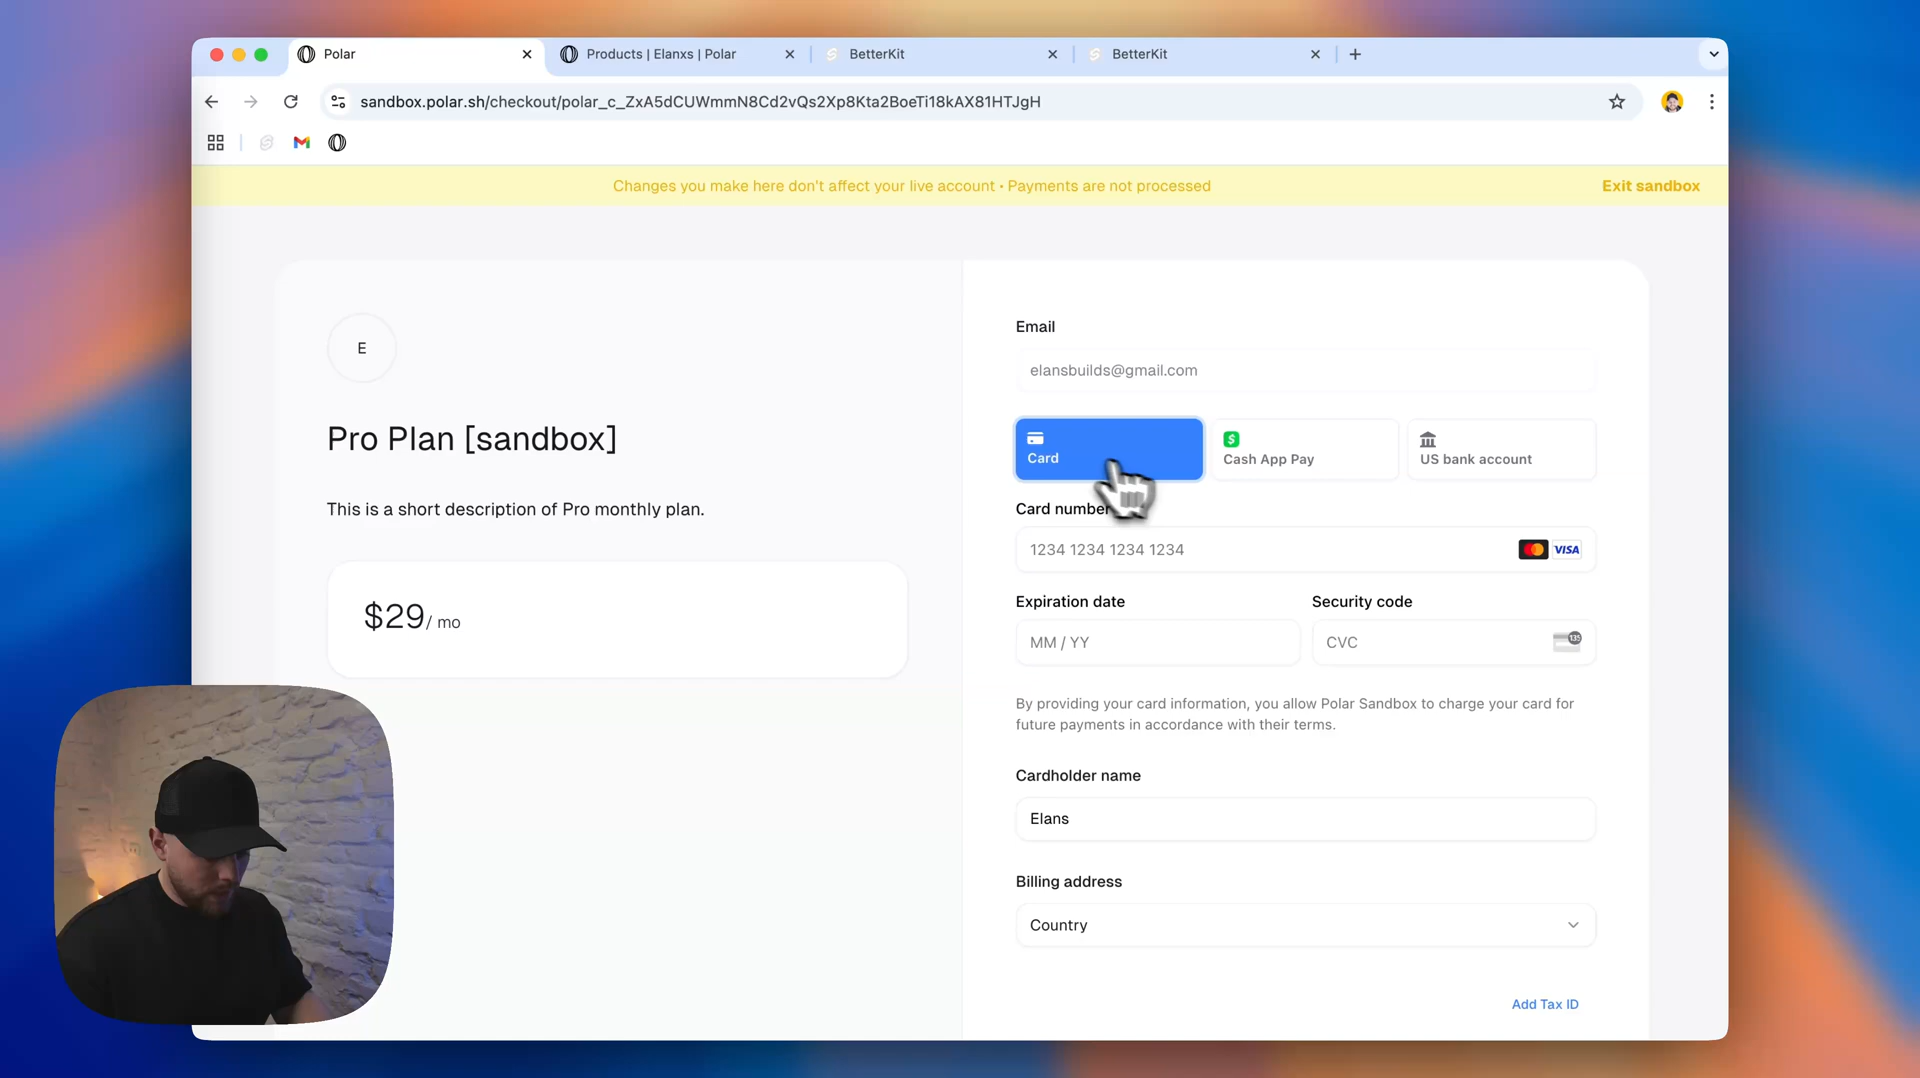 Polar
Products | Elanxs | Polar
BetterKit
BetterKit
sandbox.polar.sh/checkout/polar_c_ZxA5dCUWmmN8Cd2vQs2Xp8Kta2BoeTi18kAX81HTJgH
Changes you make here don't affect your live account • Payments are not processed
Exit sandbox
E
Pro Plan [sandbox]
This is a short description of Pro monthly plan.
$29/ mo
Email
elansbuilds@gmail.com
Card
Cash App Pay
US bank account
Card number
1234 1234 1234 1234
VISA
Expiration date
Security code
MM / YY
CVC
135
By providing your card information, you allow Polar Sandbox to charge your card for
future payments in accordance with their terms.
Cardholder name
Elans
Billing address
Country
Add Tax ID